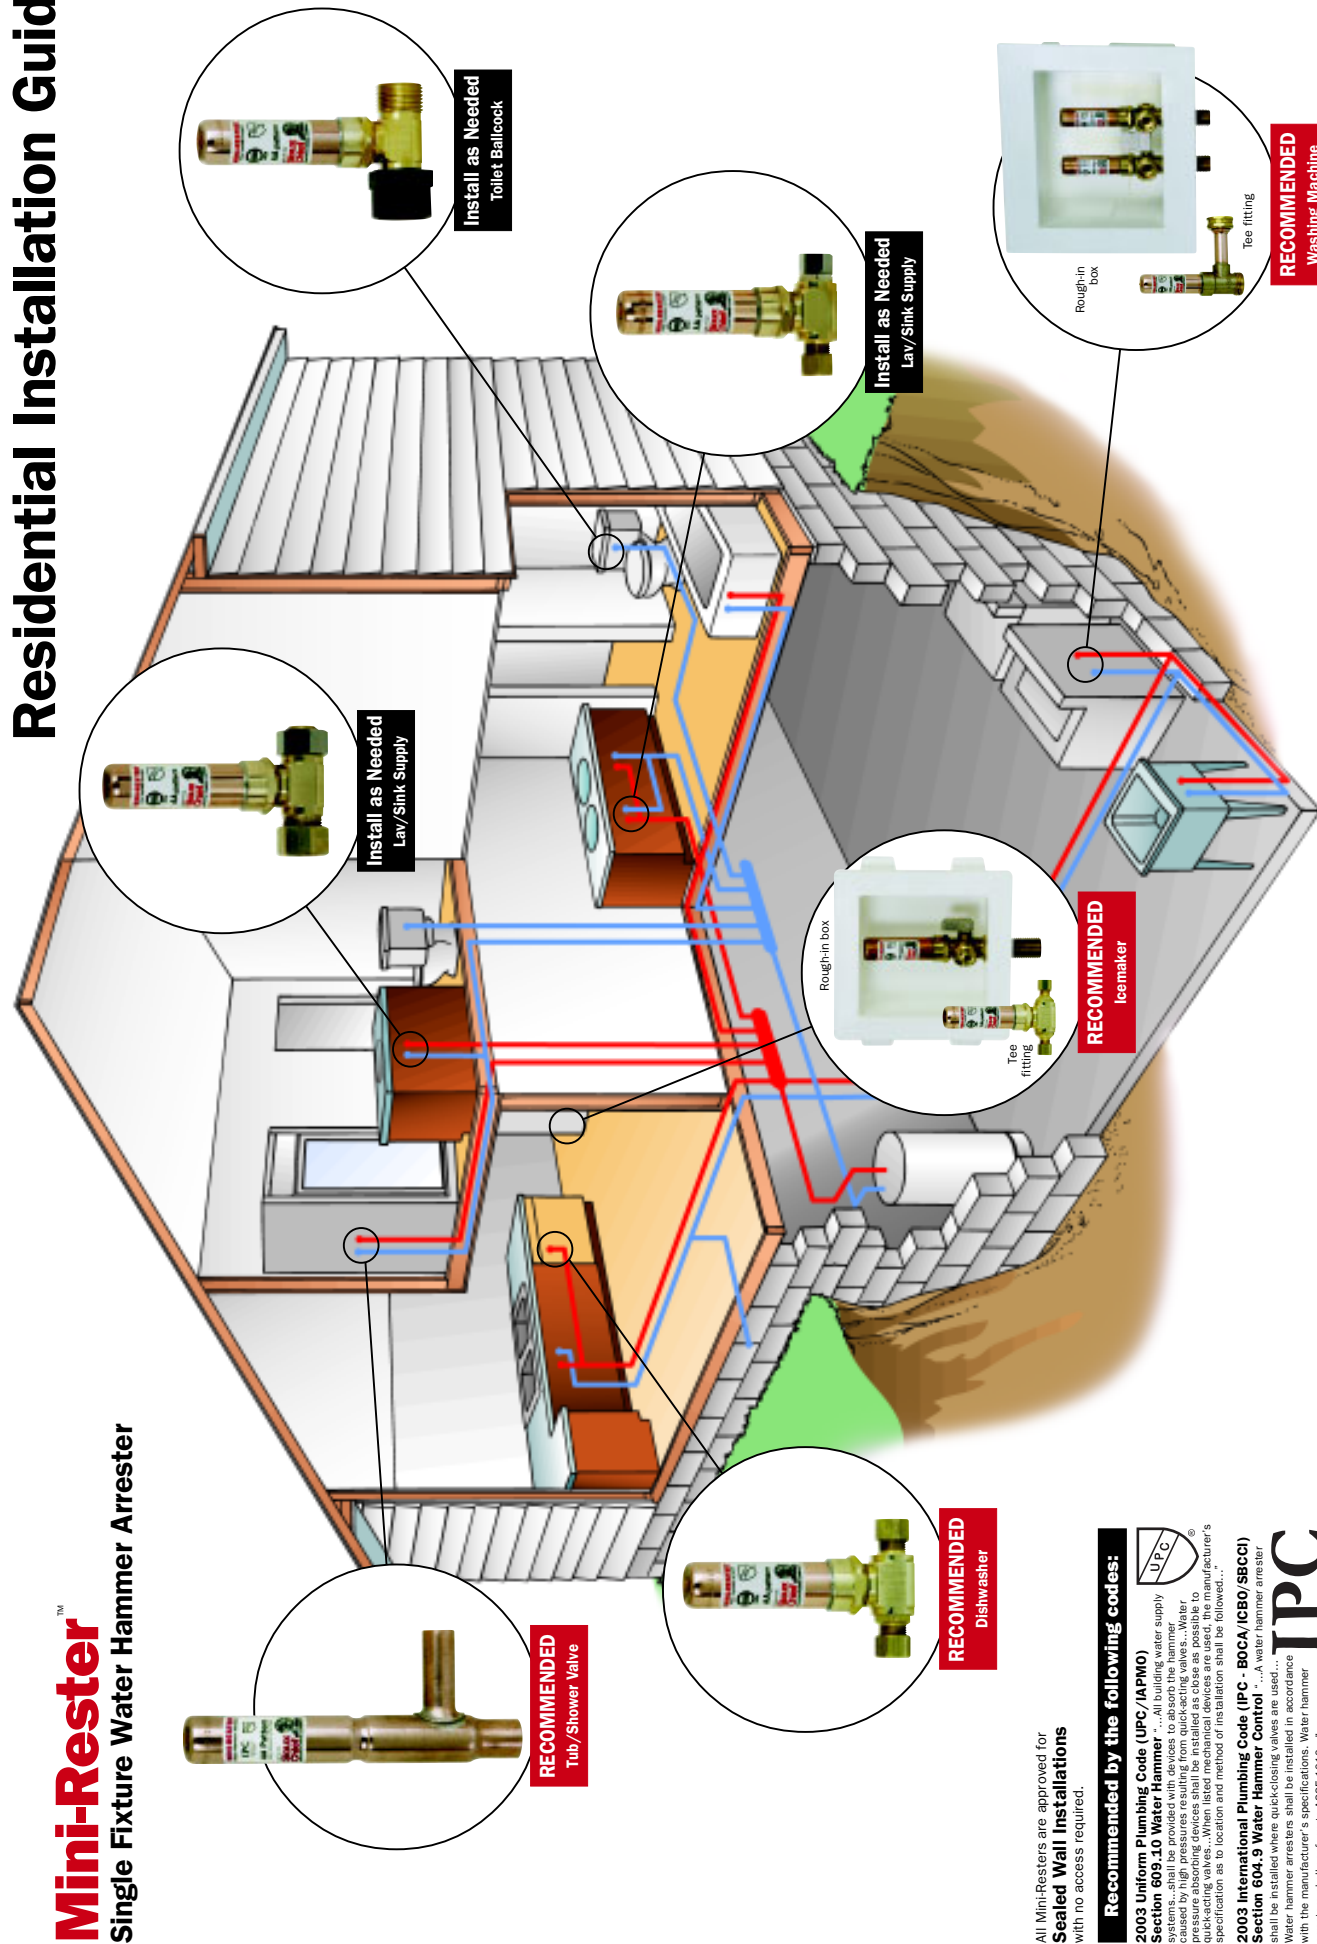 Mini-Rester™
Single Fixture Water Hammer Arrester
Residential Installation Guid
RECOMMENDED
Tub/Shower Valve
Install as Needed
Lav/Sink Supply
Install as Needed
Toilet Ballcock
Install as Needed
Lav/Sink Supply
RECOMMENDED
Dishwasher
Rough-in box
Tee
fitting
RECOMMENDED
Icemaker
Rough-in
box
Tee fitting
RECOMMENDED
Washing Machine
All Mini-Resters are approved for
Sealed Wall Installations
with no access required.
Recommended by the following codes:
2003 Uniform Plumbing Code (UPC/IAPMO)
Section 609.10 Water Hammer "...All building water supply
systems...shall be provided with devices to absorb the hammer
caused by high pressures resulting from quick-acting valves...Water
pressure absorbing devices shall be installed as close as possible to
quick-acting valves...When listed mechanical devices are used, the manufacturer's
specification as to location and method of installation shall be followed..."
UPC ®
2003 International Plumbing Code (IPC - BOCA/ICBO/SBCCI)
Section 604.9 Water Hammer Control "...A water hammer arrester
shall be installed where quick-closing valves are used...
Water hammer arresters shall be installed in accordance
with the manufacturer's specifications. Water hammer
IPC